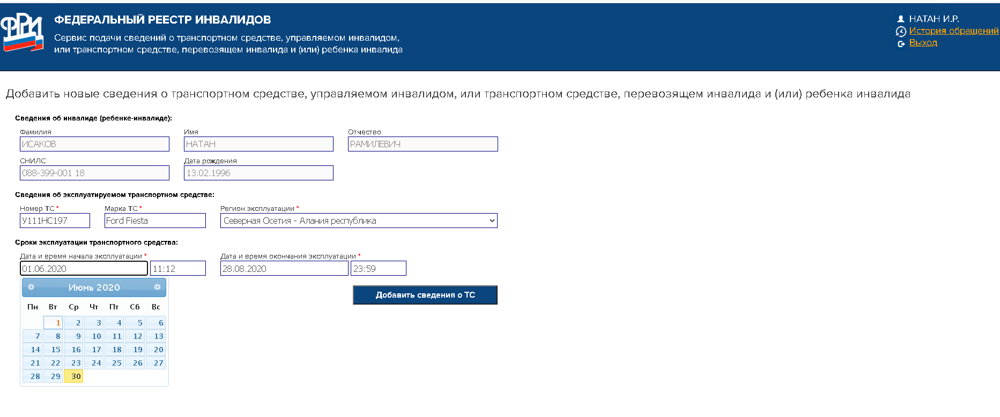 ФРИ
ФЕДЕРАЛЬНЫЙ РЕЕСТР ИНВАЛИДОВ
Сервис подачи сведений о транспортном средстве, управляемом инвалидом,
или транспортном средстве, перевозящем инвалида и (или) ребенка инвалида
НАТАН И.Р.
История обращений
Выход
Добавить новые сведения о транспортном средстве, управляемом инвалидом, или транспортном средстве, перевозящем инвалида и (или) ребенка инвалида
Сведения об инвалиде (ребенке-инвалиде):
Фамилия Имя Отчество
ИСАКОВ НАТАН РАМИЛЕВИЧ
СНИЛС Дата рождения
088-399-001 18 13.02.1996
Сведения об эксплуатируемом транспортном средстве:
Номер ТС * Марка ТС * Регион эксплуатации *
У111НС197 Ford Fiesta Северная Осетия - Алания республика
Сроки эксплуатации транспортного средства:
Дата и время начала эксплуатации * Дата и время окончания эксплуатации *
01.06.2020 11:12 28.08.2020 23:59
Июнь 2020
Добавить сведения о ТС
Пн Вт Ср Чт Пт Сб Вс
1 2 3 4 5 6
7 8 9 10 11 12 13
14 15 16 17 18 19 20
21 22 23 24 25 26 27
28 29 30